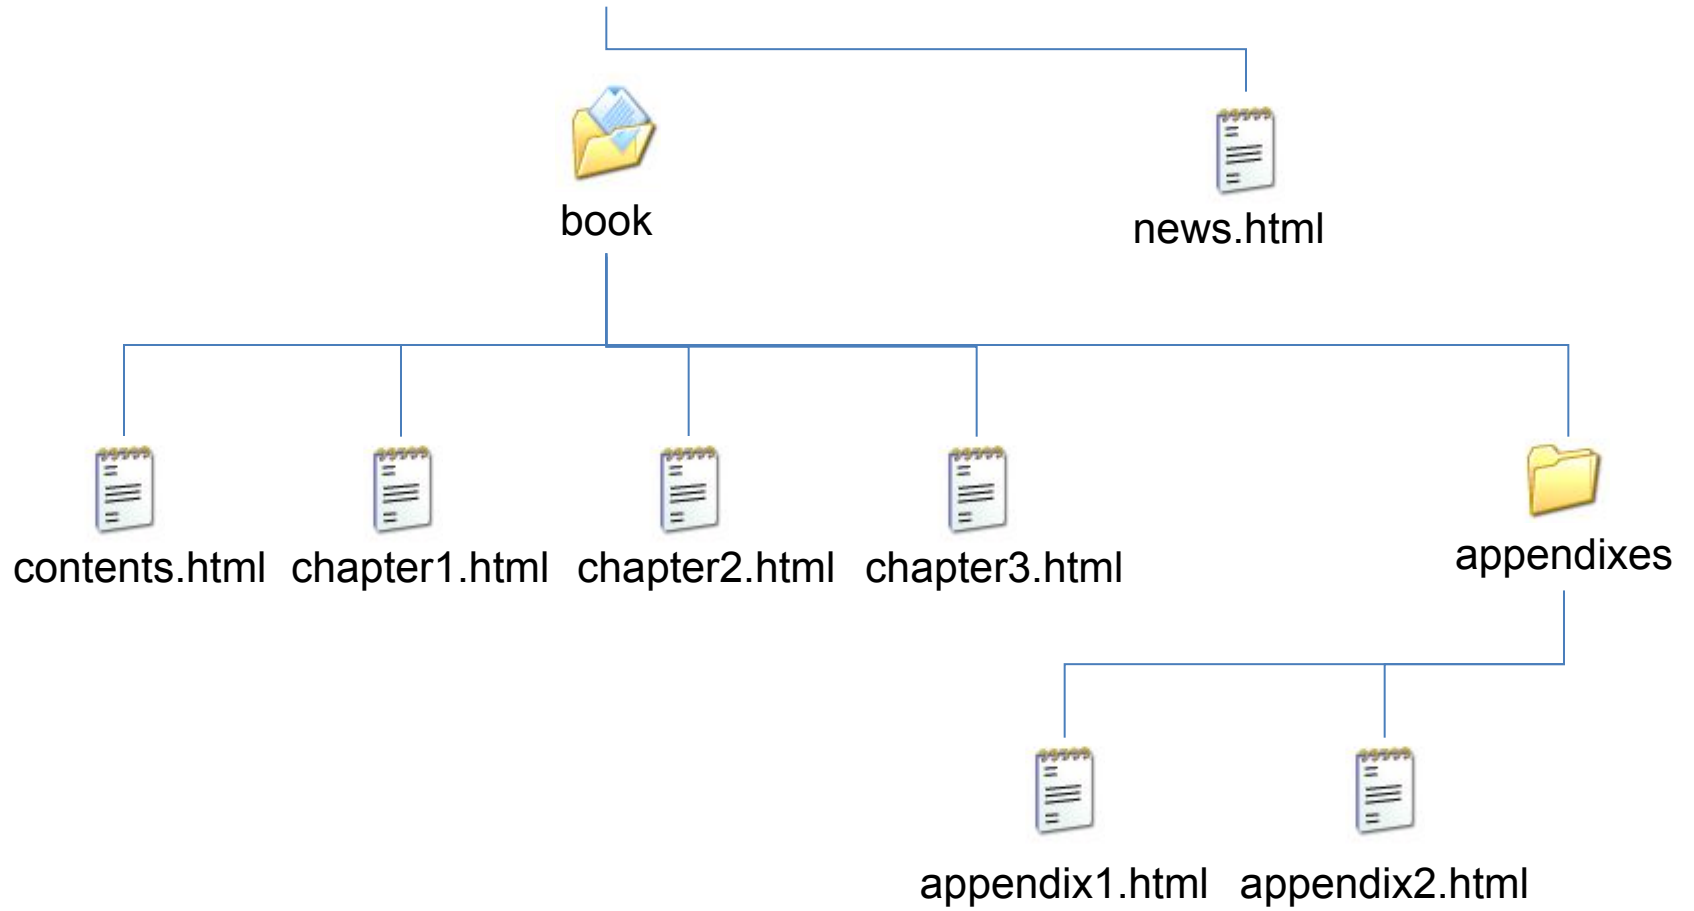 book
news.html
contents.html
chapter1.html
chapter2.html
chapter3.html
appendixes
appendix1.html
appendix2.html